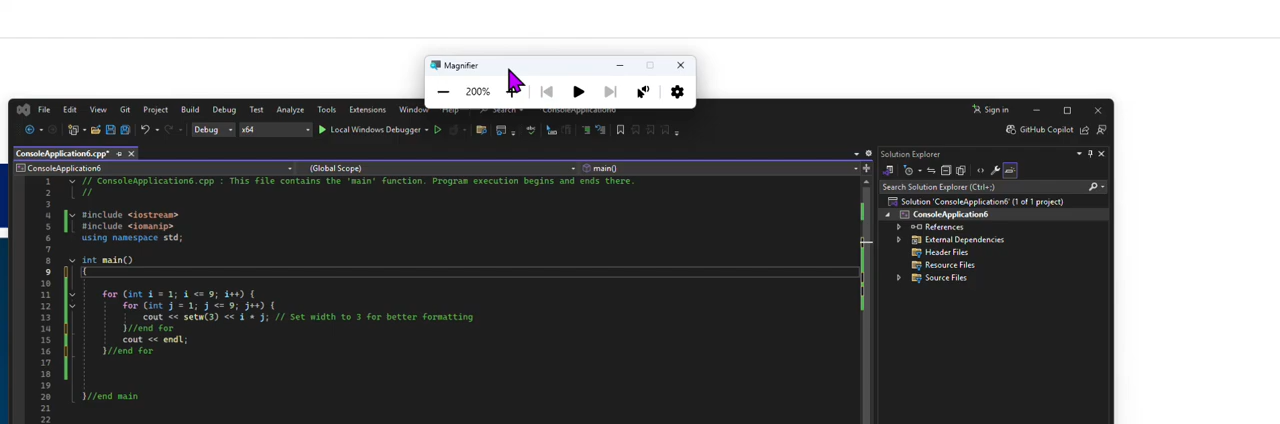 Magnifier
200%
File Edit View Git Project Build Debug Test Analyze Tools Extensions Window Help Search ConsoleApplication6 Sign in
Debug x64 Local Windows Debugger GitHub Copilot
ConsoleApplication6.cpp*
Solution Explorer
ConsoleApplication6 (Global Scope) main()
Search Solution Explorer (Ctrl+;)
Solution 'ConsoleApplication6' (1 of 1 project)
ConsoleApplication6
References
External Dependencies
Header Files
Resource Files
Source Files
1 // ConsoleApplication6.cpp : This file contains the 'main' function. Program execution begins and ends there.
2 //
3
4 #include <iostream>
5 #include <iomanip>
6 using namespace std;
7
8 int main()
9 {
10
11 for (int i = 1; i <= 9; i++) {
12 for (int j = 1; j <= 9; j++) {
13 cout << setw(3) << i * j; // Set width to 3 for better formatting
14 }//end for
15 cout << endl;
16 }//end for
17
18
19
20 }//end main
21
22